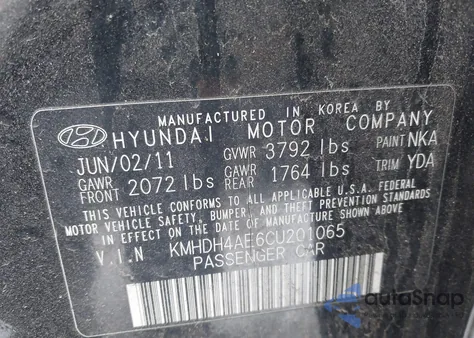 MANUFACTURED IN KOREA BY
HYUNDAI MOTOR COMPANY
JUN/02/11 GVWR 3792 lbs PAINT NKA
GAWR FRONT 2072 lbs GAWR REAR 1764 lbs TRIM YDA
THIS VEHICLE CONFORMS TO ALL APPLICABLE U.S.A. FEDERAL
MOTOR VEHICLE SAFETY, BUMPER, AND THEFT PREVENTION STANDARDS
IN EFFECT ON THE DATE OF MANUFACTURE SHOWN ABOVE.
V.I.N KMHDH4AE6CU201065
PASSENGER CAR
autoSnap